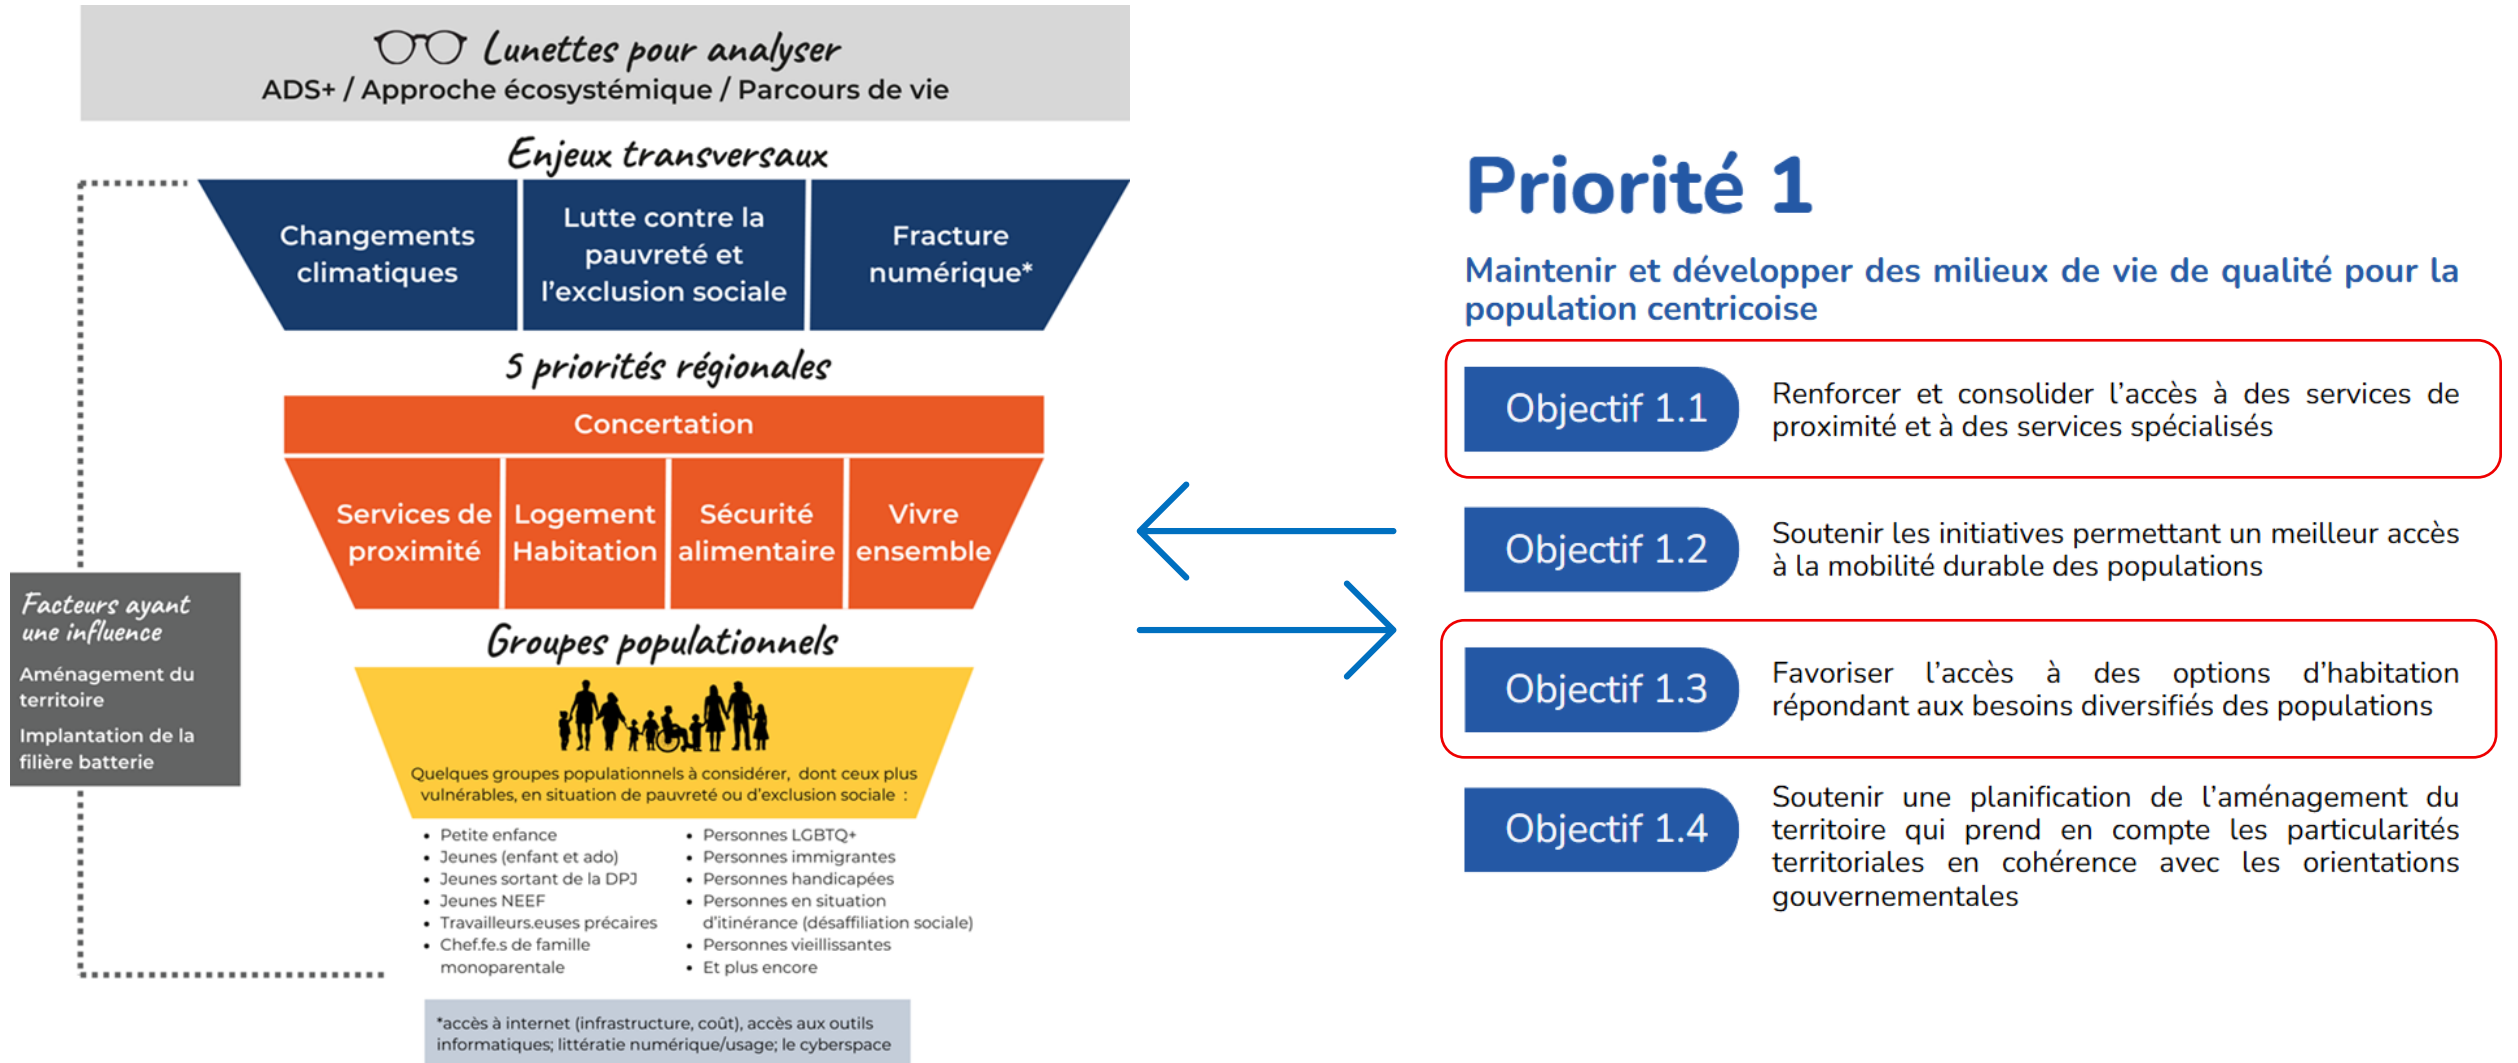 Lunettes pour analyser
ADS+ / Approche écosystémique / Parcours de vie
Enjeux transversaux
Changements
climatiques
Lutte contre la
pauvreté et
l'exclusion sociale
Fracture
numérique*
5 priorités régionales
Concertation
Services de
proximité
Logement
Habitation
Sécurité
alimentaire
Vivre
ensemble
Facteurs ayant
une influence
Aménagement du
territoire
Implantation de la
filière batterie
Groupes populationnels
Quelques groupes populationnels à considérer, dont ceux plus
vulnérables, en situation de pauvreté ou d'exclusion sociale :
• Petite enfance
• Jeunes (enfant et ado)
• Jeunes sortant de la DPJ
• Jeunes NEEF
• Travailleurs.euses précaires
• Chef.fe.s de famille
monoparentale
• Personnes LGBTQ+
• Personnes immigrantes
• Personnes handicapées
• Personnes en situation
d'itinérance (désaffiliation sociale)
• Personnes vieillissantes
• Et plus encore
*accès à internet (infrastructure, coût), accès aux outils
informatiques; littératie numérique/usage; le cyberspace
Priorité 1
Maintenir et développer des milieux de vie de qualité pour la
population centricoise
Objectif 1.1
Renforcer et consolider l'accès à des services de
proximité et à des services spécialisés
Objectif 1.2
Soutenir les initiatives permettant un meilleur accès
à la mobilité durable des populations
Objectif 1.3
Favoriser l'accès à des options d'habitation
répondant aux besoins diversifiés des populations
Objectif 1.4
Soutenir une planification de l'aménagement du
territoire qui prend en compte les particularités
territoriales en cohérence avec les orientations
gouvernementales